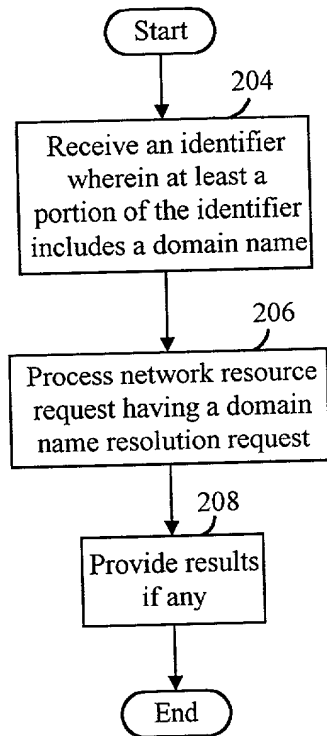 Start
204
Receive an identifier
wherein at least a
portion of the identifier
includes a domain name
206
Process network resource
request having a domain
name resolution request
208
Provide results
if any
End